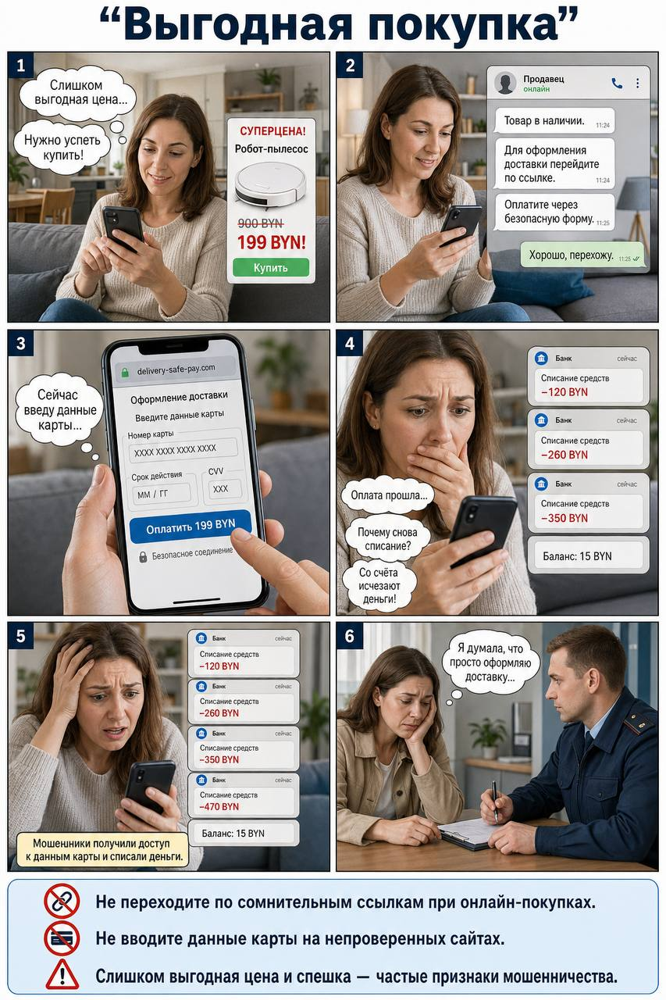 “Выгодная покупка”
1
Слишком
выгодная цена...
Нужно успеть
купить!
СУПЕРЦЕНА!
Робот-пылесос
900 BYN
199 BYN!
Купить
2
Продавец
онлайн
Товар в наличии.
11:24
Для оформления
доставки перейдите
по ссылке.
11:24
Оплатите через
безопасную форму.
11:25
Хорошо, перехожу.
11:25
3
Сейчас
введу данные
карты...
delivery-safe-pay.com
Оформление доставки
Введите данные карты
Номер карты
XXXX XXXX XXXX XXXX
Срок действия
CVV
ММ / ГГ
XXX
Оплатить 199 BYN
Безопасное соединение
4
Оплата прошла...
Почему снова
списание?
Со счёта
исчезают
деньги!
Банк сейчас
Списание средств
–120 BYN
Банк сейчас
Списание средств
–260 BYN
Банк сейчас
Списание средств
–350 BYN
Баланс: 15 BYN
5
Банк сейчас
Списание средств
–120 BYN
Банк сейчас
Списание средств
–260 BYN
Банк сейчас
Списание средств
–350 BYN
Банк сейчас
Списание средств
–470 BYN
Баланс: 15 BYN
Мошенники получили доступ
к данным карты и списали деньги.
6
Я думала, что
просто оформляю
доставку...
Не переходите по сомнительным ссылкам при онлайн-покупках.
Не вводите данные карты на непроверенных сайтах.
Слишком выгодная цена и спешка — частые признаки мошенничества.